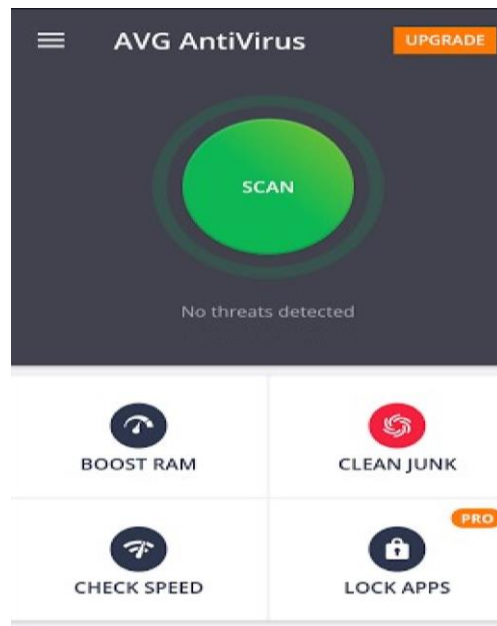 AVG AntiVirus
UPGRADE
SCAN
No threats detected
BOOST RAM
CLEAN JUNK
PRO
CHECK SPEED
LOCK APPS